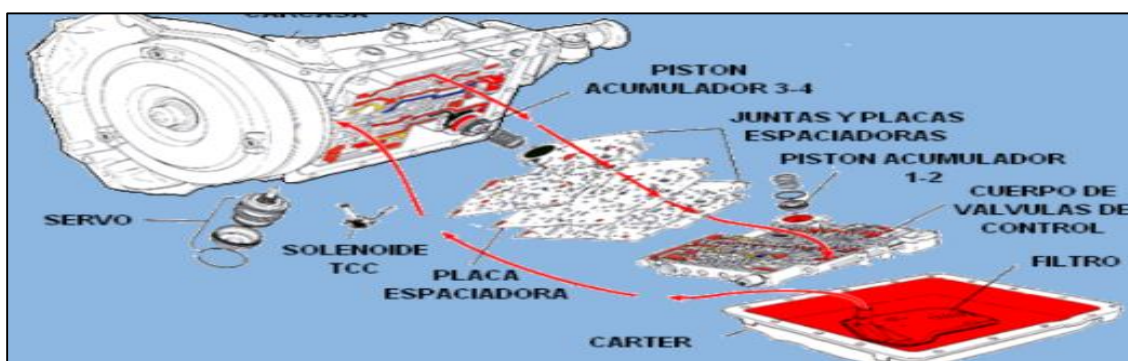 CARCASA
PISTON
ACUMULADOR 3-4
JUNTAS Y PLACAS
ESPACIADORAS
PISTON ACUMULADOR
1-2
CUERPO DE
VALVULAS DE
CONTROL
SERVO
SOLENOIDE
TCC
PLACA
ESPACIADORA
FILTRO
CARTER